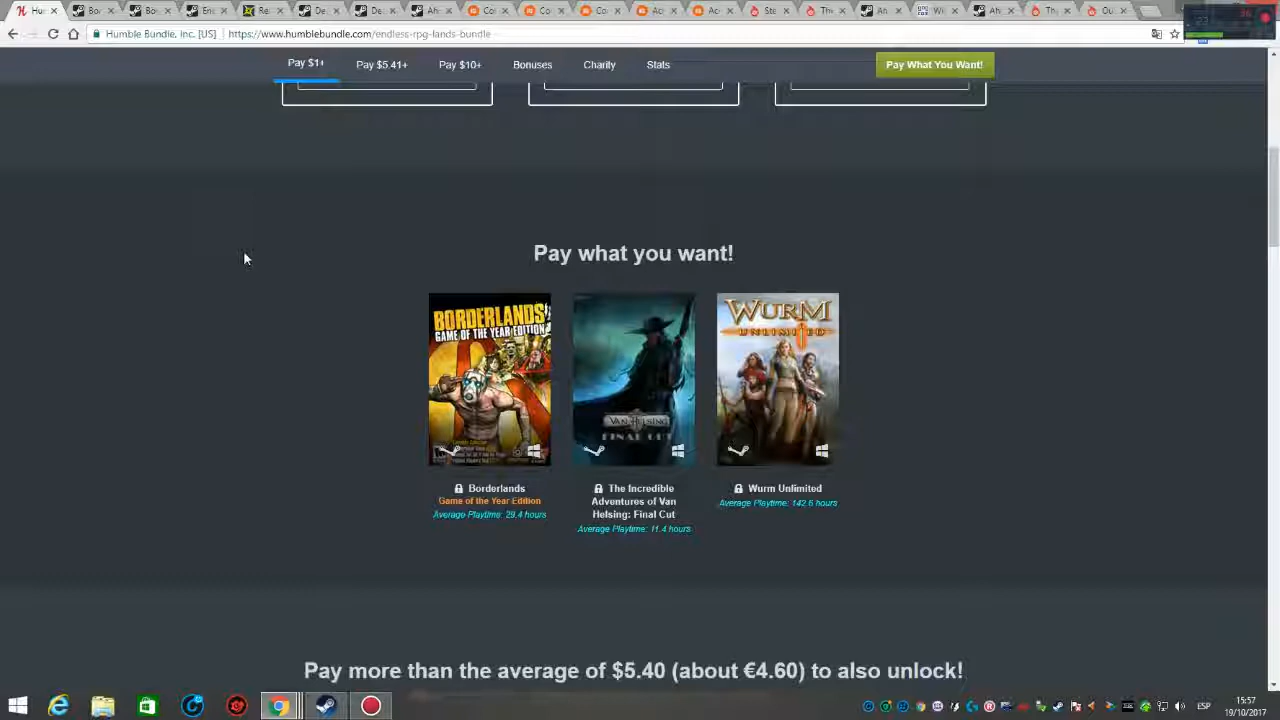 Humble Bundle, Inc. [US]
https://www.humblebundle.com/endless-rpg-lands-bundle
Pay $1+
Pay $5.41+
Pay $10+
Bonuses
Charity
Stats
Pay What You Want!
Pay what you want!
BORDERLANDS
GAME OF THE YEAR EDITION
VAN HELSING
FINAL CUT
WURM
UNLIMITED
Borderlands
Game of the Year Edition
Average Playtime: 29.4 hours
The Incredible
Adventures of Van
Helsing: Final Cut
Average Playtime: 11.4 hours
Wurm Unlimited
Average Playtime: 142.6 hours
Pay more than the average of $5.40 (about €4.60) to also unlock!
ESP
15:57
19/10/2017